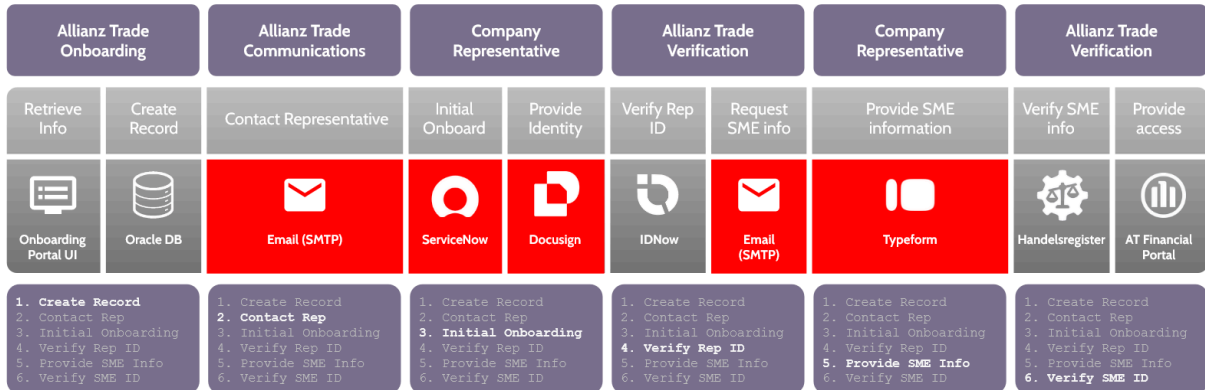 Allianz Trade
Onboarding
Allianz Trade
Communications
Company
Representative
Allianz Trade
Verification
Company
Representative
Allianz Trade
Verification
Retrieve
Info
Create
Record
Contact Representative
Initial
Onboard
Provide
Identity
Verify Rep
ID
Request
SME info
Provide SME
information
Verify SME
info
Provide
access
Onboarding
Portal UI
Oracle DB
Email (SMTP)
ServiceNow
Docusign
IDNow
Email
(SMTP)
Typeform
Handelsregister
AT Financial
Portal
1. Create Record
2. Contact Rep
3. Initial Onboarding
4. Verify Rep ID
5. Provide SME Info
6. Verify SME ID
1. Create Record
2. Contact Rep
3. Initial Onboarding
4. Verify Rep ID
5. Provide SME Info
6. Verify SME ID
1. Create Record
2. Contact Rep
3. Initial Onboarding
4. Verify Rep ID
5. Provide SME Info
6. Verify SME ID
1. Create Record
2. Contact Rep
3. Initial Onboarding
4. Verify Rep ID
5. Provide SME Info
6. Verify SME ID
1. Create Record
2. Contact Rep
3. Initial Onboarding
4. Verify Rep ID
5. Provide SME Info
6. Verify SME ID
1. Create Record
2. Contact Rep
3. Initial Onboarding
4. Verify Rep ID
5. Provide SME Info
6. Verify SME ID